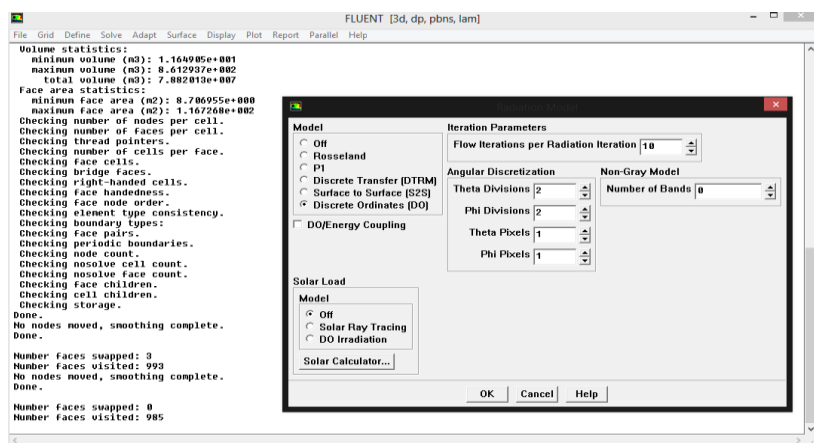 FLUENT [3d, dp, pbns, lam]
File Grid Define Solve Adapt Surface Display Plot Report Parallel Help
Volume statistics:
minimum volume (m3): 1.164905e+001
maximum volume (m3): 8.612937e+002
total volume (m3): 7.882013e+007
Face area statistics:
minimum face area (m2): 8.706955e+000
maximum face area (m2): 1.167268e+002
Checking number of nodes per cell.
Checking number of faces per cell.
Checking thread pointers.
Checking number of cells per face.
Checking face cells.
Checking bridge faces.
Checking right-handed cells.
Checking face handedness.
Checking face node order.
Checking element type consistency.
Checking boundary types:
Checking face pairs.
Checking periodic boundaries.
Checking node count.
Checking nosolve cell count.
Checking nosolve face count.
Checking face children.
Checking cell children.
Checking storage.
Done.
No nodes moved, smoothing complete.
Done.
Number faces swapped: 3
Number faces visited: 993
No nodes moved, smoothing complete.
Done.
Number faces swapped: 0
Number faces visited: 985
Radiation Model
Model
Off
Rosseland
P1
Discrete Transfer (DTRM)
Surface to Surface (S2S)
Discrete Ordinates (DO)
DO/Energy Coupling
Solar Load
Model
Off
Solar Ray Tracing
DO Irradiation
Solar Calculator...
Iteration Parameters
Flow Iterations per Radiation Iteration 10
Angular Discretization
Theta Divisions 2
Phi Divisions 2
Theta Pixels 1
Phi Pixels 1
Non-Gray Model
Number of Bands 0
OK Cancel Help